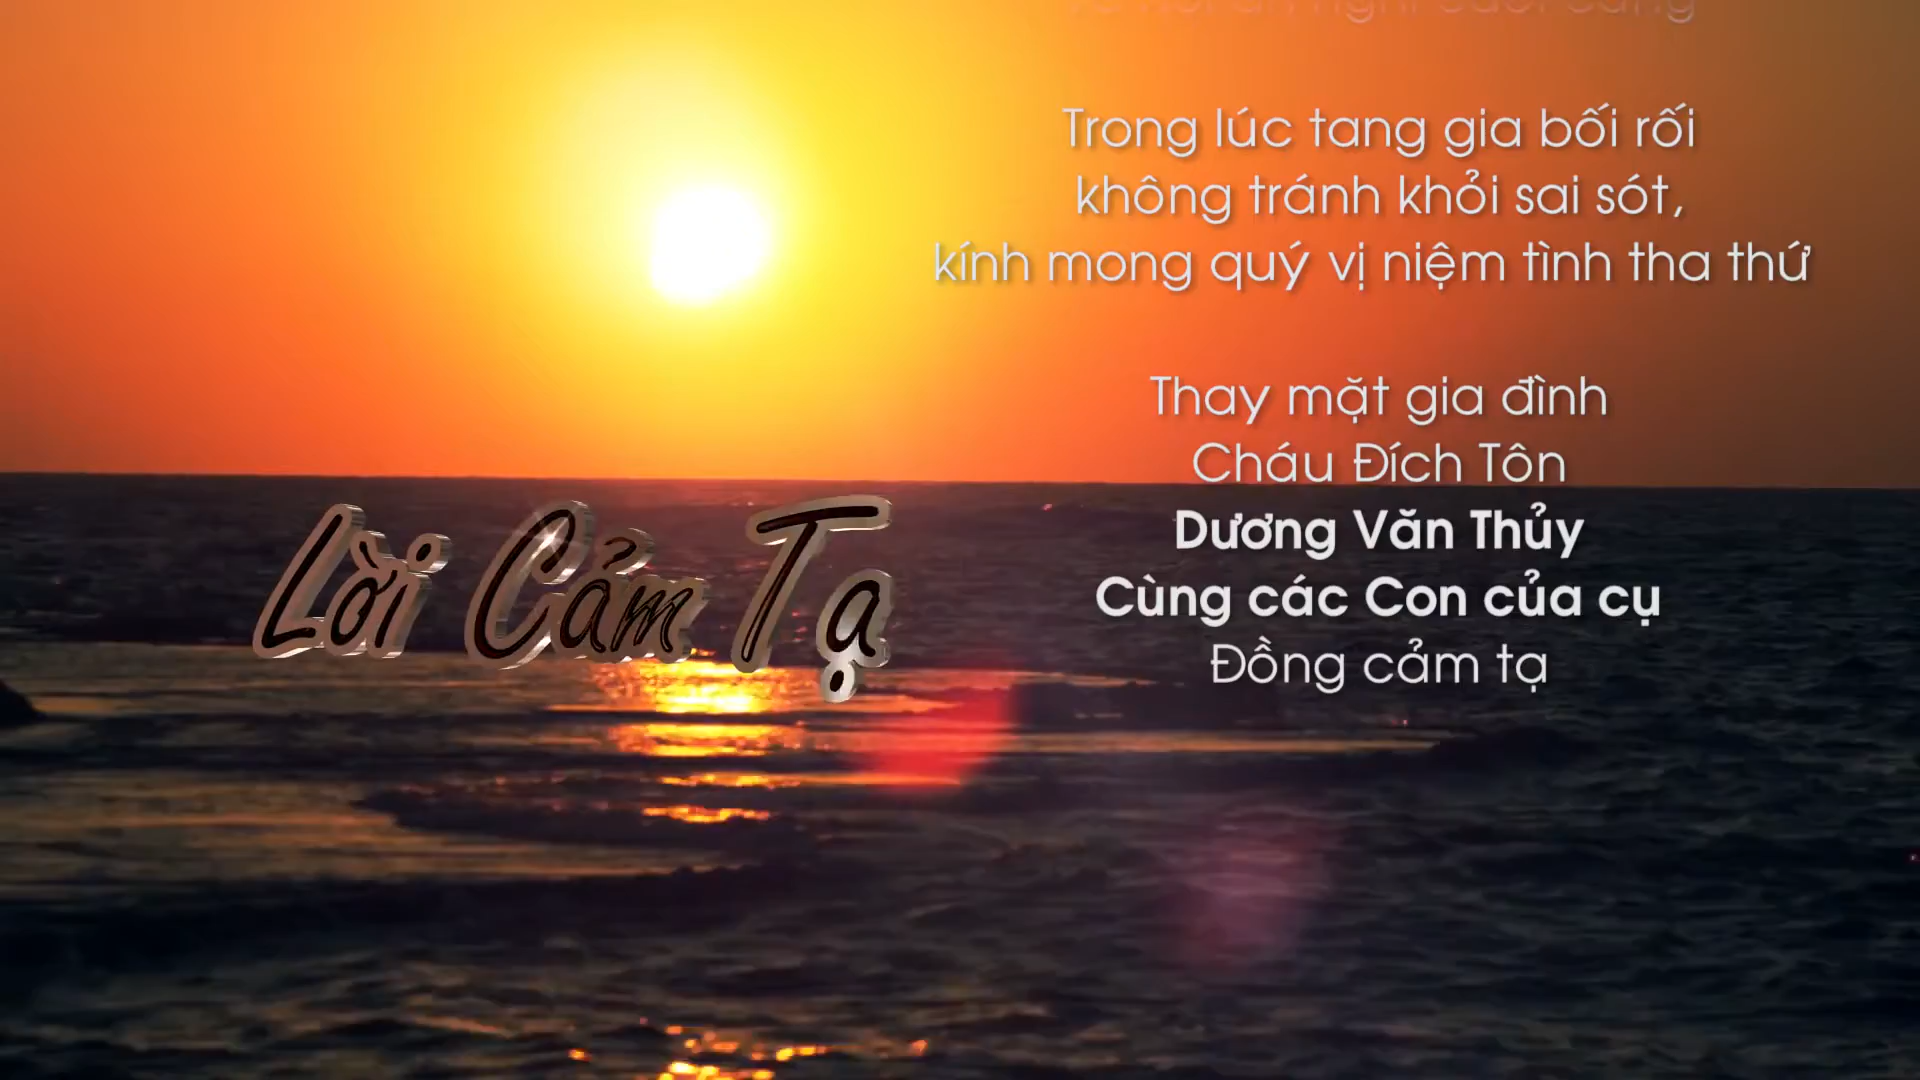 Trong lúc tang gia bối rối
không tránh khỏi sai sót,
kính mong quý vị niệm tình tha thứ
Thay mặt gia đình
Cháu Đích Tôn
Dương Văn Thủy
Cùng các Con của cụ
Đồng cảm tạ
Lời Cảm Tạ